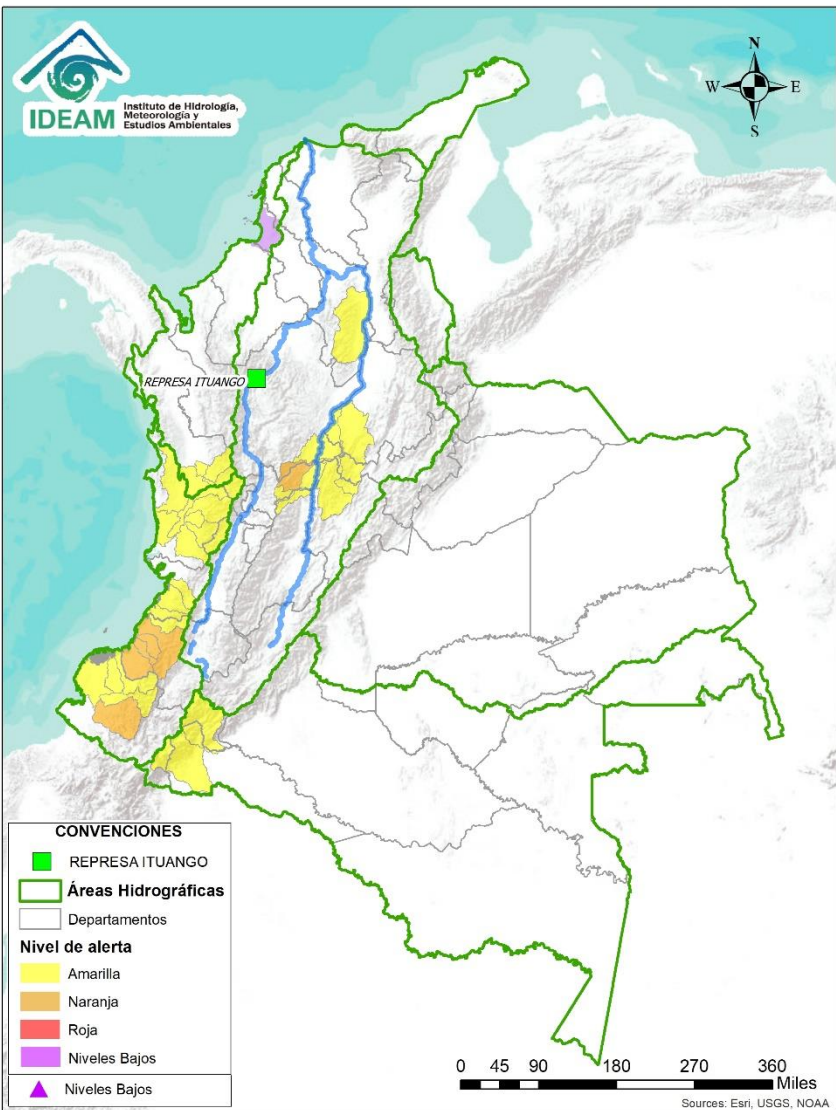 IDEAM
Instituto de Hidrología,
Meteorología y
Estudios Ambientales
N
W E
S
REPRESA ITUANGO
CONVENCIONES
REPRESA ITUANGO
Áreas Hidrográficas
Departamentos
Nivel de alerta
Amarilla
Naranja
Roja
Niveles Bajos
Niveles Bajos
0 45 90 180 270 360
Miles
Sources: Esri, USGS, NOAA